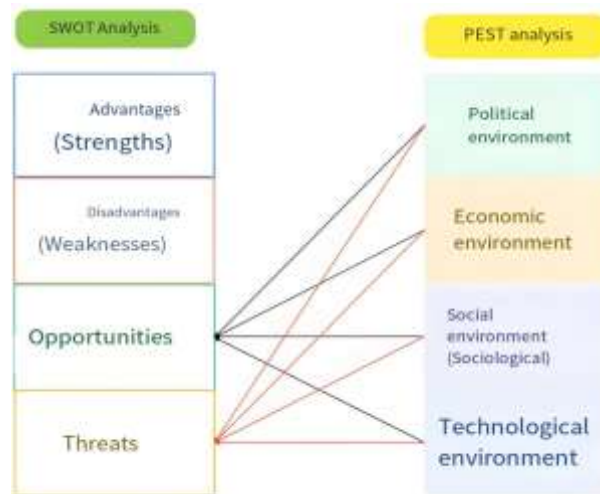 SWOT Analysis
PEST analysis
Advantages
(Strengths)
Disadvantages
(Weaknesses)
Opportunities
Threats
Political
environment
Economic
environment
Social
environment
(Sociological)
Technological
environment